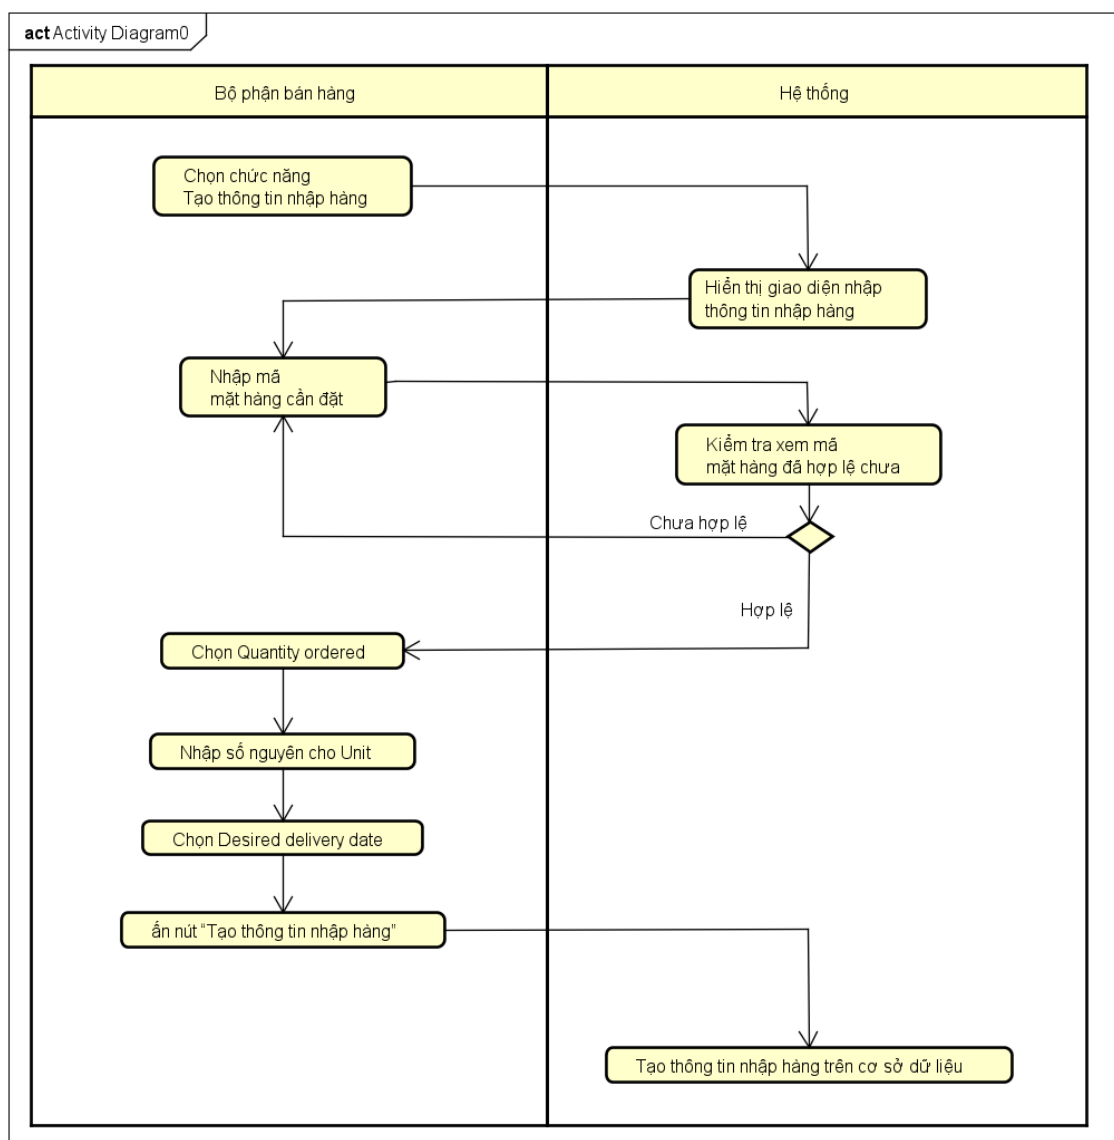 act Activity Diagram0
Bộ phận bán hàng
Hệ thống
Chọn chức năng
Tạo thông tin nhập hàng
Hiển thị giao diện nhập
thông tin nhập hàng
Nhập mã
mặt hàng cần đặt
Kiểm tra xem mã
mặt hàng đã hợp lệ chưa
Chưa hợp lệ
Hợp lệ
Chọn Quantity ordered
Nhập số nguyên cho Unit
Chọn Desired delivery date
ấn nút “Tạo thông tin nhập hàng”
Tạo thông tin nhập hàng trên cơ sở dữ liệu